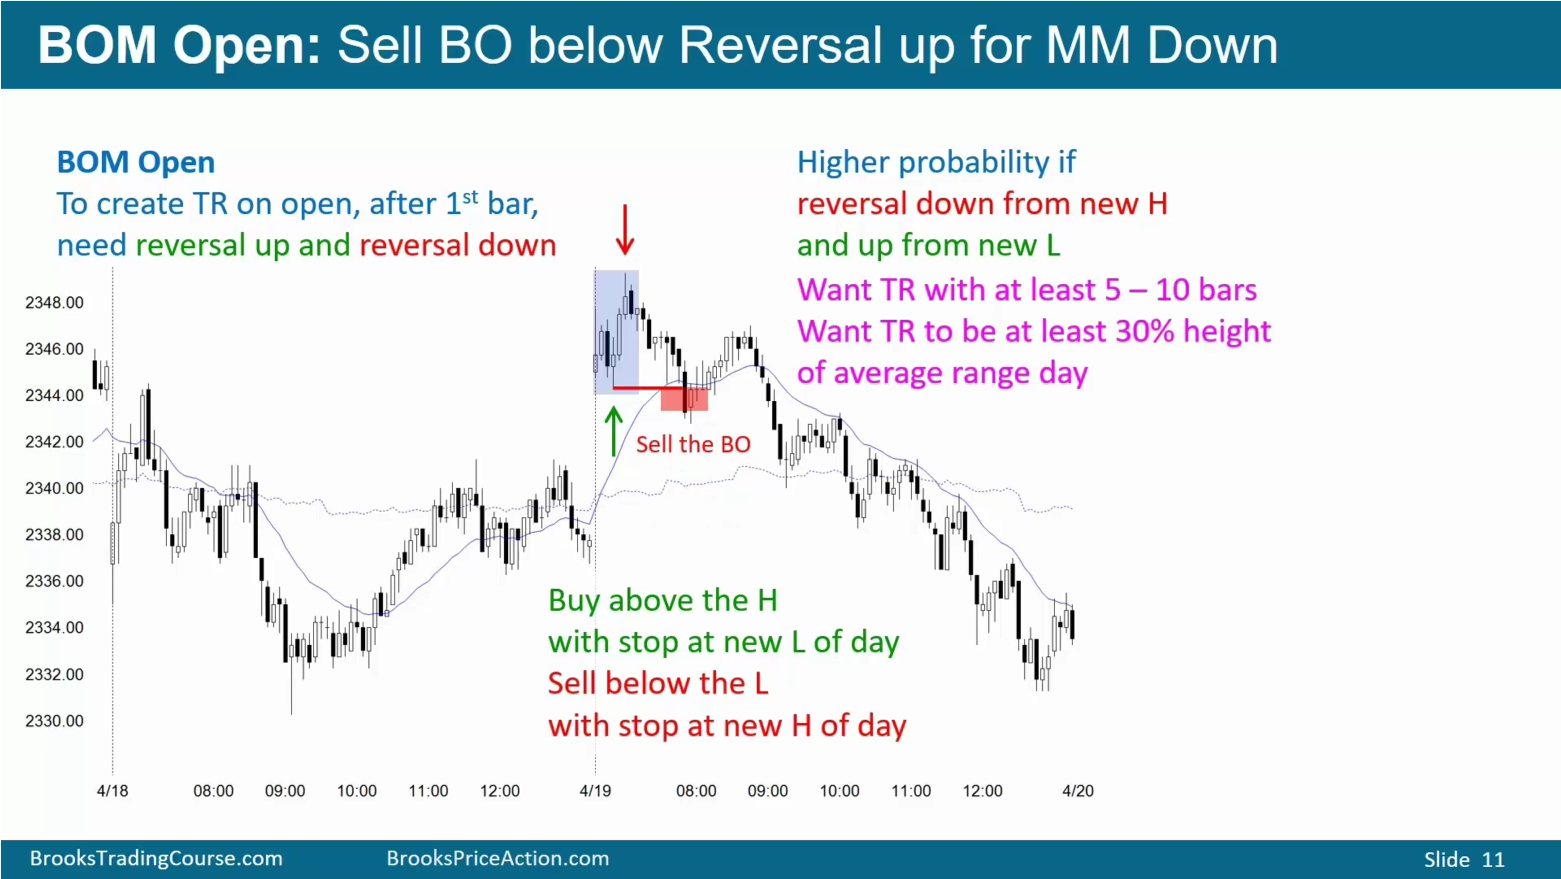 BOM Open: Sell BO below Reversal up for MM Down
BOM Open
To create TR on open, after 1st bar,
need reversal up and reversal down
Higher probability if
reversal down from new H
and up from new L
Want TR with at least 5 – 10 bars
Want TR to be at least 30% height
of average range day
2348.00
2346.00
2344.00
2342.00
2340.00
2338.00
2336.00
2334.00
2332.00
2330.00
Sell the BO
Buy above the H
with stop at new L of day
Sell below the L
with stop at new H of day
4/18 08:00 09:00 10:00 11:00 12:00 4/19 08:00 09:00 10:00 11:00 12:00 4/20
BrooksTradingCourse.com BrooksPriceAction.com Slide 11